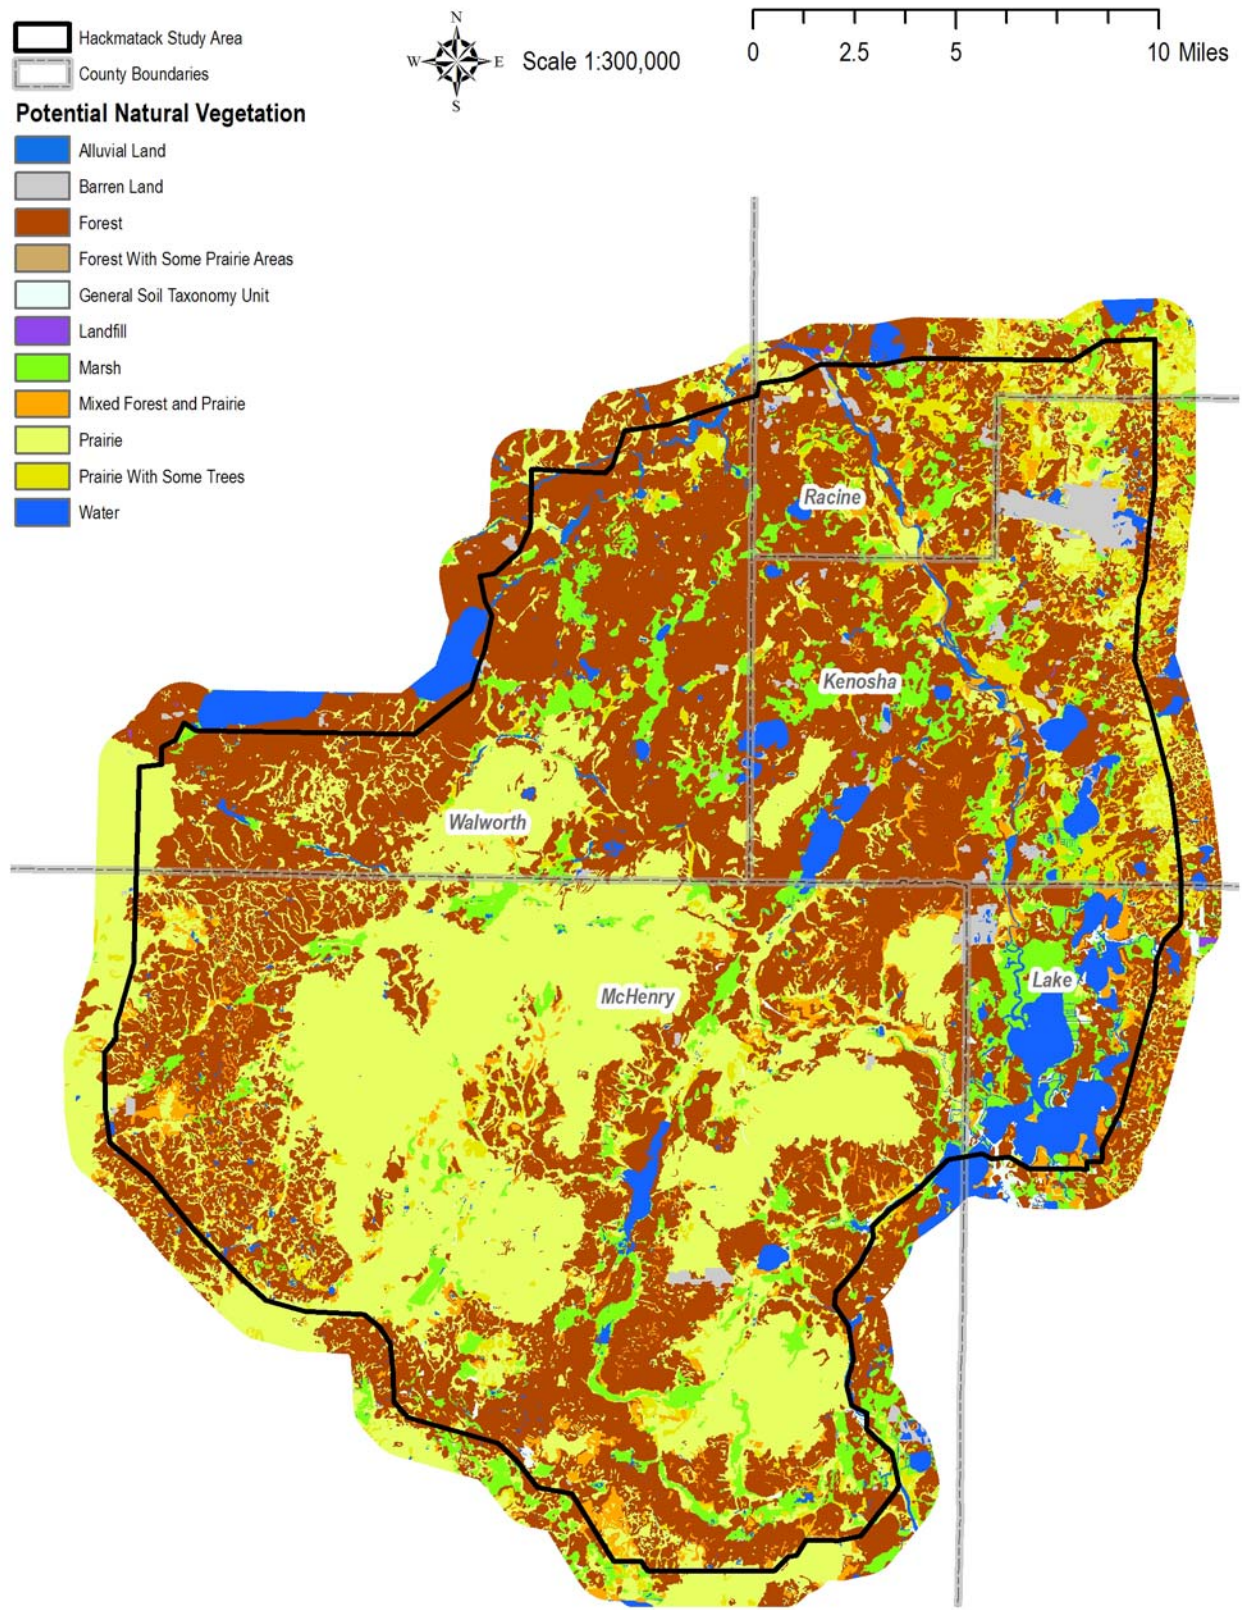 Hackmatack Study Area
County Boundaries
N
W
E
S
Scale 1:300,000
0
2.5
5
10 Miles
Potential Natural Vegetation
Alluvial Land
Barren Land
Forest
Forest With Some Prairie Areas
General Soil Taxonomy Unit
Landfill
Marsh
Mixed Forest and Prairie
Prairie
Prairie With Some Trees
Water
Racine
Kenosha
Walworth
McHenry
Lake